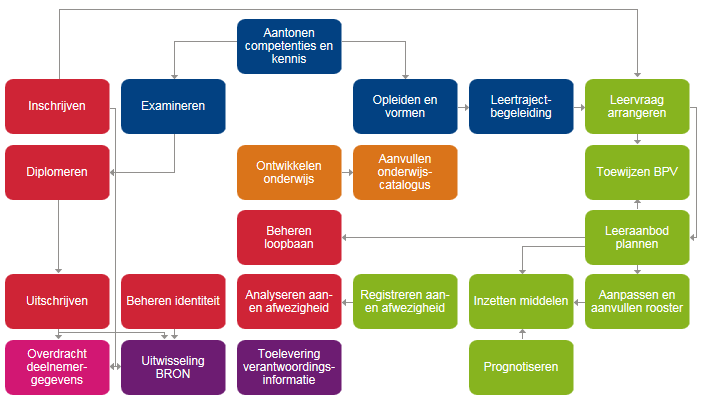 Aantonen
competenties en
kennis
Inschrijven
Examineren
Opleiden en
vormen
Leertraject-
begeleiding
Leervraag
arrangeren
Diplomeren
Ontwikkelen
onderwijs
Aanvullen
onderwijs-
catalogus
Toewijzen BPV
Beheren
loopbaan
Leeraanbod
plannen
Uitschrijven
Beheren identiteit
Analyseren aan-
en afwezigheid
Registreren aan-
en afwezigheid
Inzetten middelen
Aanpassen en
aanvullen rooster
Overdracht
deelnemer-
gegevens
Uitwisseling
BRON
Toelevering
verantwoordings-
informatie
Prognotiseren